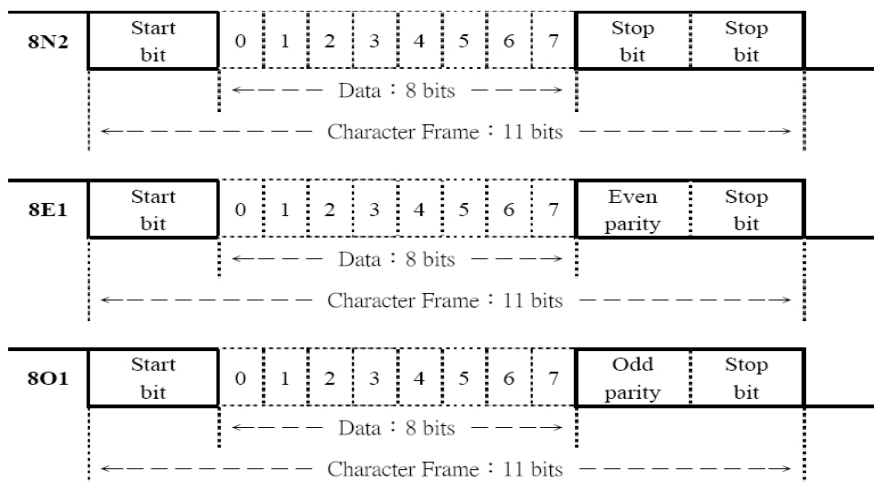 8N2 Start bit 0 1 2 3 4 5 6 7 Stop bit Stop bit
Data : 8 bits
Character Frame : 11 bits
8E1 Start bit 0 1 2 3 4 5 6 7 Even parity Stop bit
Data : 8 bits
Character Frame : 11 bits
8O1 Start bit 0 1 2 3 4 5 6 7 Odd parity Stop bit
Data : 8 bits
Character Frame : 11 bits